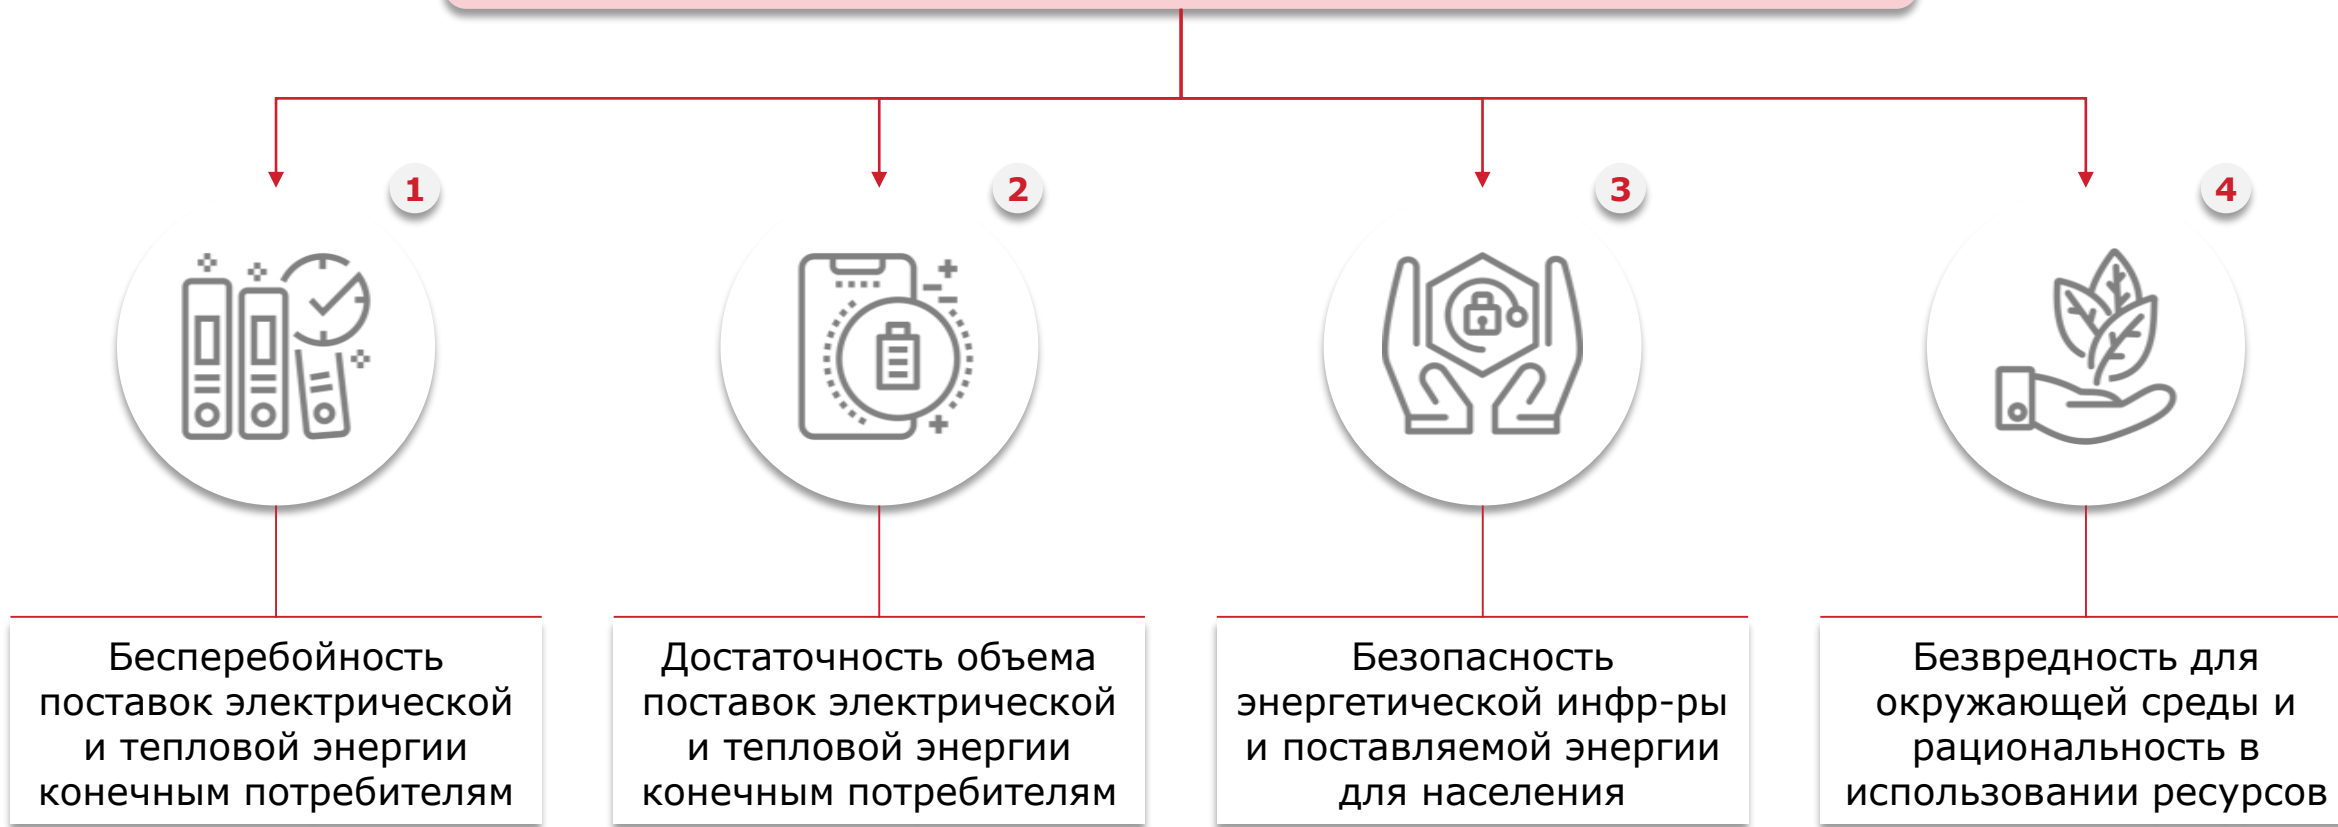 1
2
3
4
Бесперебойность
поставок электрической
и тепловой энергии
конечным потребителям
Достаточность объема
поставок электрической
и тепловой энергии
конечным потребителям
Безопасность
энергетической инфр-ры
и поставляемой энергии
для населения
Безвредность для
окружающей среды и
рациональность в
использовании ресурсов